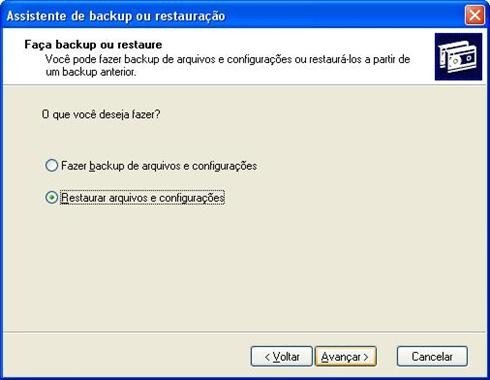 Assistente de backup ou restauração
Faça backup ou restaure
Você pode fazer backup de arquivos e configurações ou restaurá-los a partir de
um backup anterior.
O que você deseja fazer?
Fazer backup de arquivos e configurações
Restaurar arquivos e configurações
< Voltar
Avançar >
Cancelar